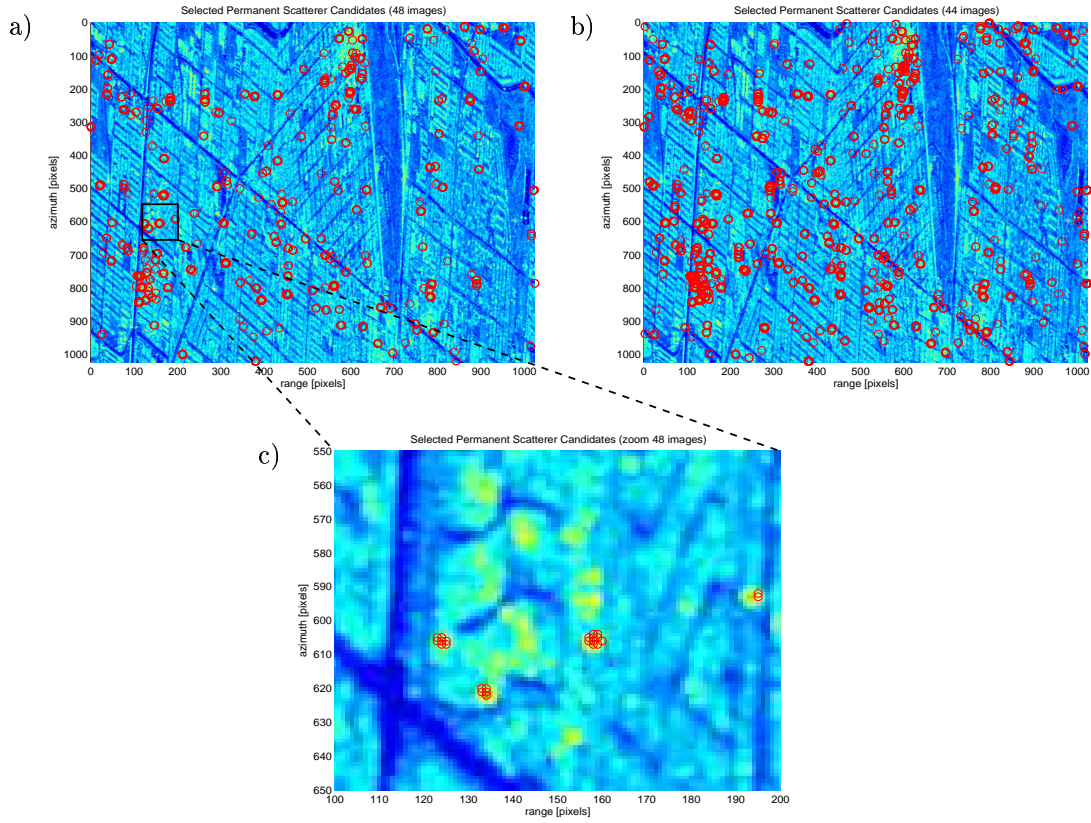 a)
Selected Permanent Scatterer Candidates (48 images)
0
100
200
300
400
500
600
700
800
900
1000
azimuth [pixels]
0 100 200 300 400 500 600 700 800 900 1000
range [pixels]
b)
Selected Permanent Scatterer Candidates (44 images)
0
100
200
300
400
500
600
700
800
900
1000
azimuth [pixels]
0 100 200 300 400 500 600 700 800 900 1000
range [pixels]
c)
Selected Permanent Scatterer Candidates (zoom 48 images)
550
560
570
580
590
600
610
620
630
640
650
azimuth [pixels]
100 110 120 130 140 150 160 170 180 190 200
range [pixels]